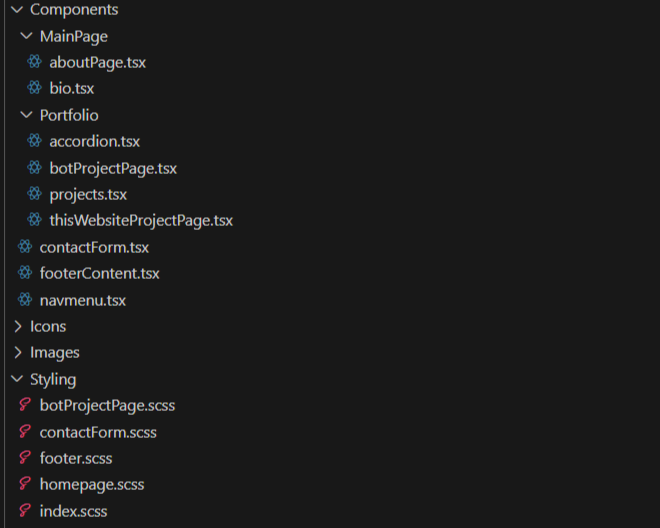 Components
MainPage
aboutPage.tsx
bio.tsx
Portfolio
accordion.tsx
botProjectPage.tsx
projects.tsx
thisWebsiteProjectPage.tsx
contactForm.tsx
footerContent.tsx
navmenu.tsx
Icons
Images
Styling
botProjectPage.scss
contactForm.scss
footer.scss
homepage.scss
index.scss